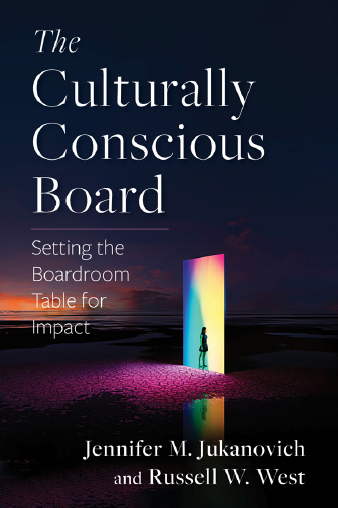 The
Culturally
Conscious
Board
Setting the
Boardroom
Table for
Impact
Jennifer M. Jukanovich
and Russell W. West